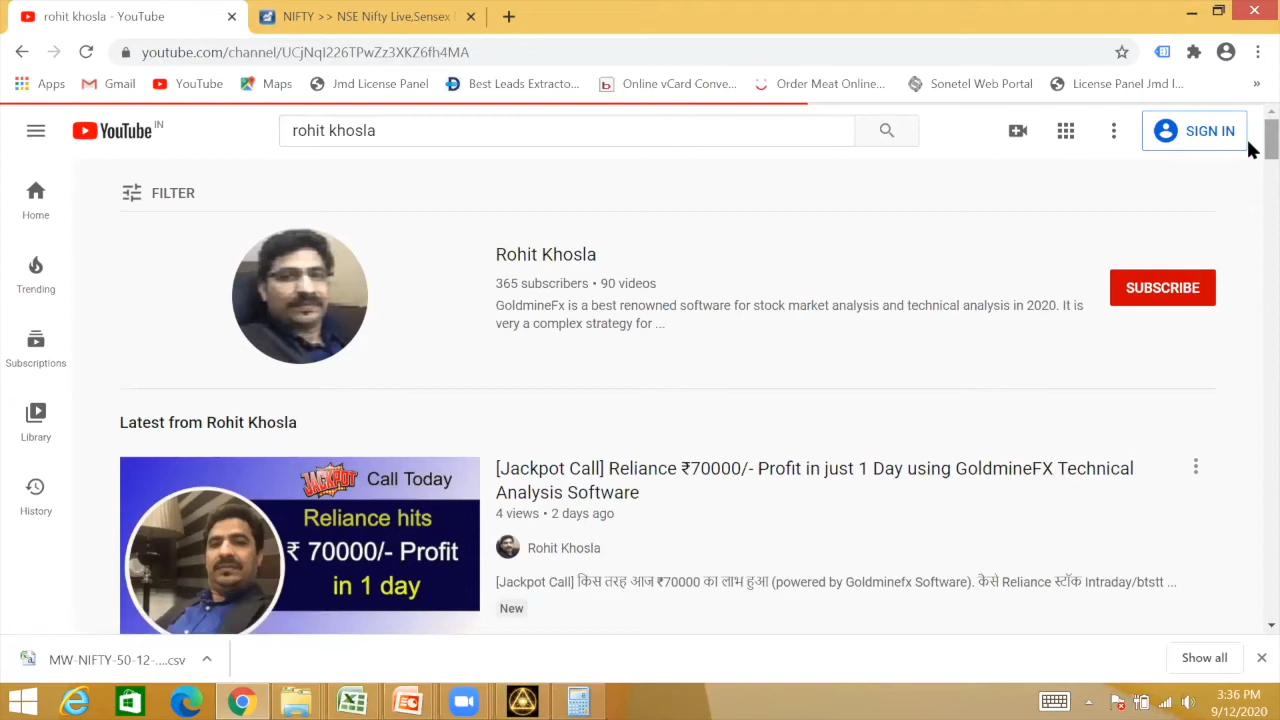 rohit khosla - YouTube
NIFTY >> NSE Nifty Live,Sensex
youtube.com/channel/UCjNqI226TPwZz3XKZ6fh4MA
Apps
Gmail
YouTube
Maps
Jmd License Panel
Best Leads Extracto...
Online vCard Conve...
Order Meat Online...
Sonetel Web Portal
License Panel Jmd I...
»
YouTube IN
rohit khosla
SIGN IN
Home
Trending
Subscriptions
Library
History
FILTER
Rohit Khosla
365 subscribers • 90 videos
GoldmineFx is a best renowned software for stock market analysis and technical analysis in 2020. It is
very a complex strategy for ...
SUBSCRIBE
Latest from Rohit Khosla
JACKPOT Call Today
Reliance hits
₹ 70000/- Profit
in 1 day
[Jackpot Call] Reliance ₹70000/- Profit in just 1 Day using GoldmineFX Technical
Analysis Software
4 views • 2 days ago
Rohit Khosla
[Jackpot Call] किस तरह आज ₹70000 का लाभ हुआ (powered by Goldminefx Software). कैसे Reliance स्टॉक Intraday/btstt ...
New
MW-NIFTY-50-12-....csv
Show all
3:36 PM
9/12/2020